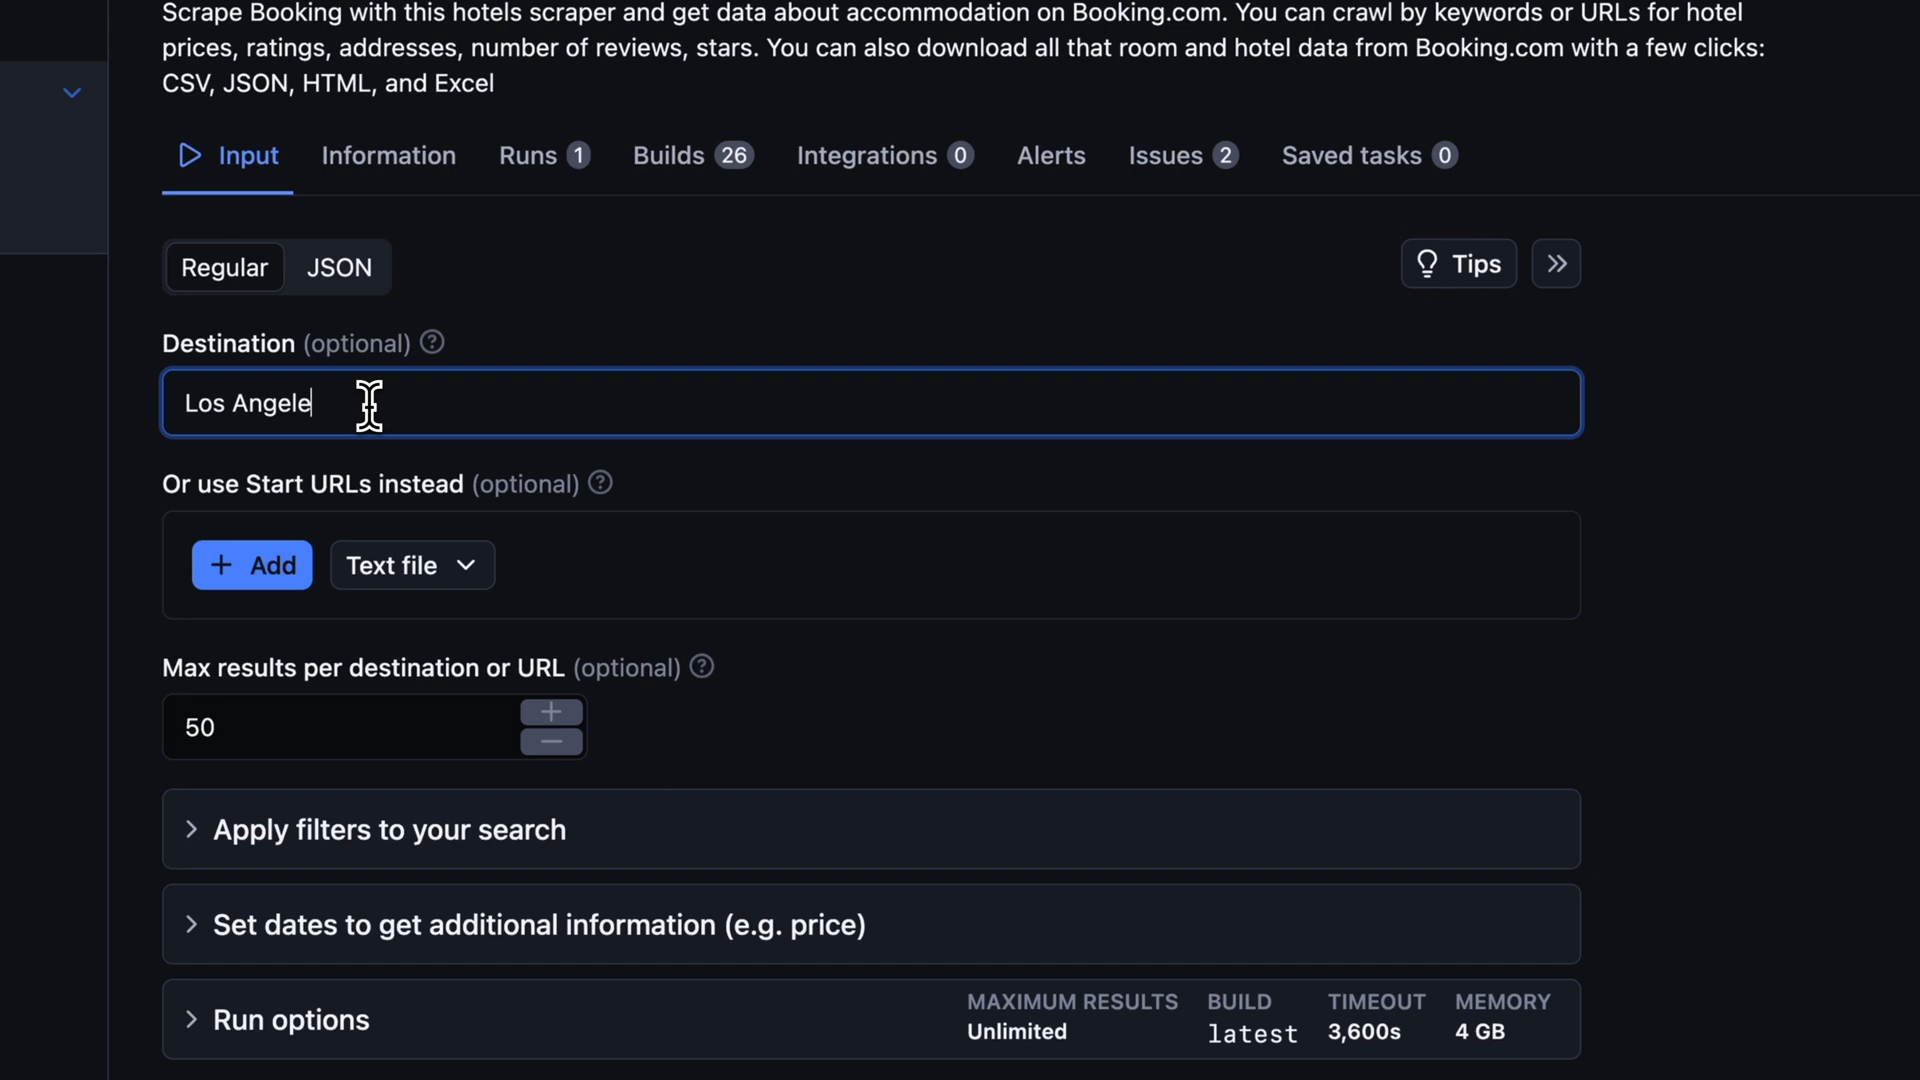 Scrape Booking with this hotels scraper and get data about accommodation on Booking.com. You can crawl by keywords or URLs for hotel
prices, ratings, addresses, number of reviews, stars. You can also download all that room and hotel data from Booking.com with a few clicks:
CSV, JSON, HTML, and Excel
Input Information Runs 1 Builds 26 Integrations 0 Alerts Issues 2 Saved tasks 0
Regular JSON Tips
Destination (optional)
Los Angele
Or use Start URLs instead (optional)
+ Add Text file
Max results per destination or URL (optional)
50
Apply filters to your search
Set dates to get additional information (e.g. price)
Run options
MAXIMUM RESULTS BUILD TIMEOUT MEMORY
Unlimited latest 3,600s 4 GB